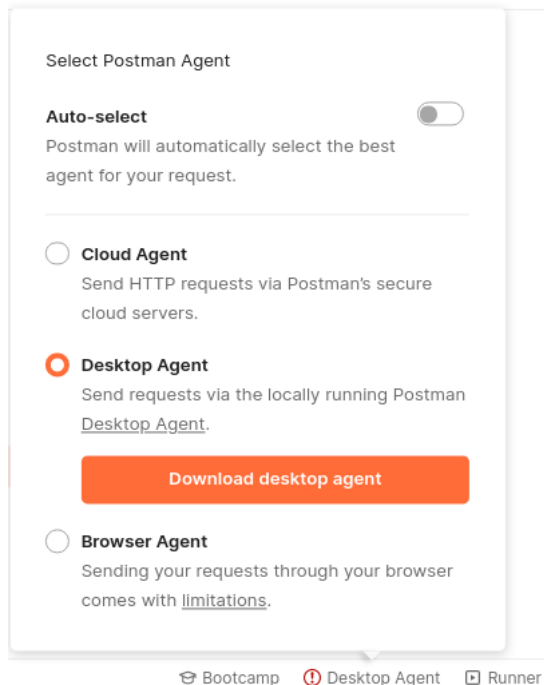 Select Postman Agent
Auto-select
Postman will automatically select the best
agent for your request.
Cloud Agent
Send HTTP requests via Postman's secure
cloud servers.
Desktop Agent
Send requests via the locally running Postman
Desktop Agent.
Download desktop agent
Browser Agent
Sending your requests through your browser
comes with limitations.
Bootcamp Desktop Agent Runner